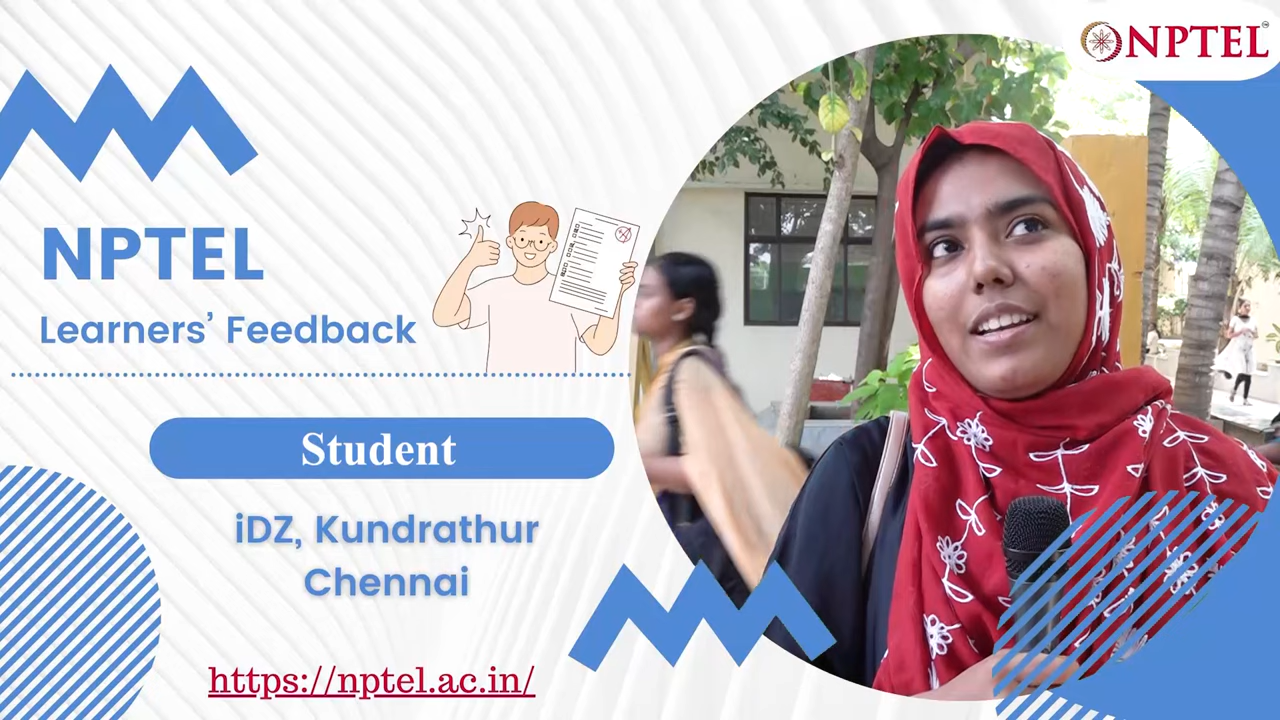 NPTEL
NPTEL
Learners’ Feedback
Student
iDZ, Kundrathur
Chennai
https://nptel.ac.in/